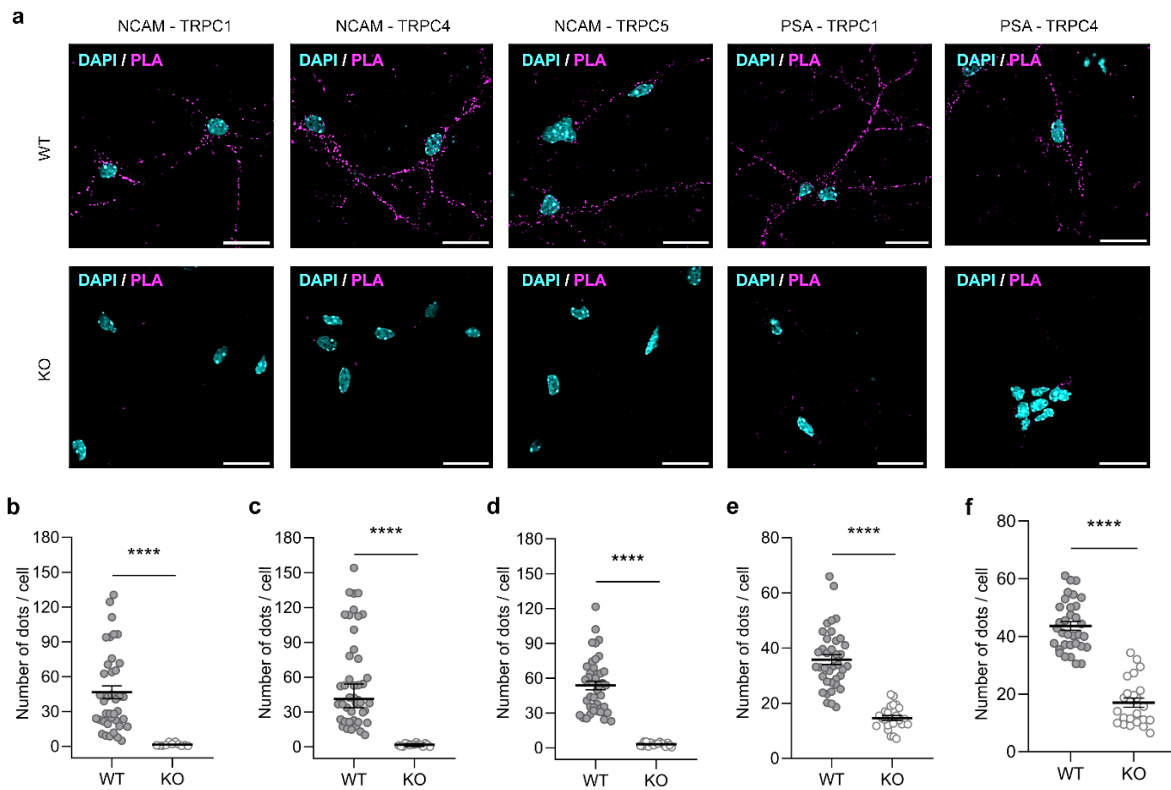 a
NCAM - TRPC1 NCAM - TRPC4 NCAM - TRPC5 PSA - TRPC1 PSA - TRPC4
WT
DAPI / PLA DAPI / PLA DAPI / PLA DAPI / PLA DAPI / PLA
KO
DAPI / PLA DAPI / PLA DAPI / PLA DAPI / PLA DAPI / PLA
b
Number of dots / cell
180
150
120
90
60
30
0
****
WT KO
c
Number of dots / cell
180
150
120
90
60
30
0
****
WT KO
d
Number of dots / cell
180
150
120
90
60
30
0
****
WT KO
e
Number of dots / cell
80
60
40
20
0
****
WT KO
f
Number of dots / cell
80
60
40
20
0
****
WT KO